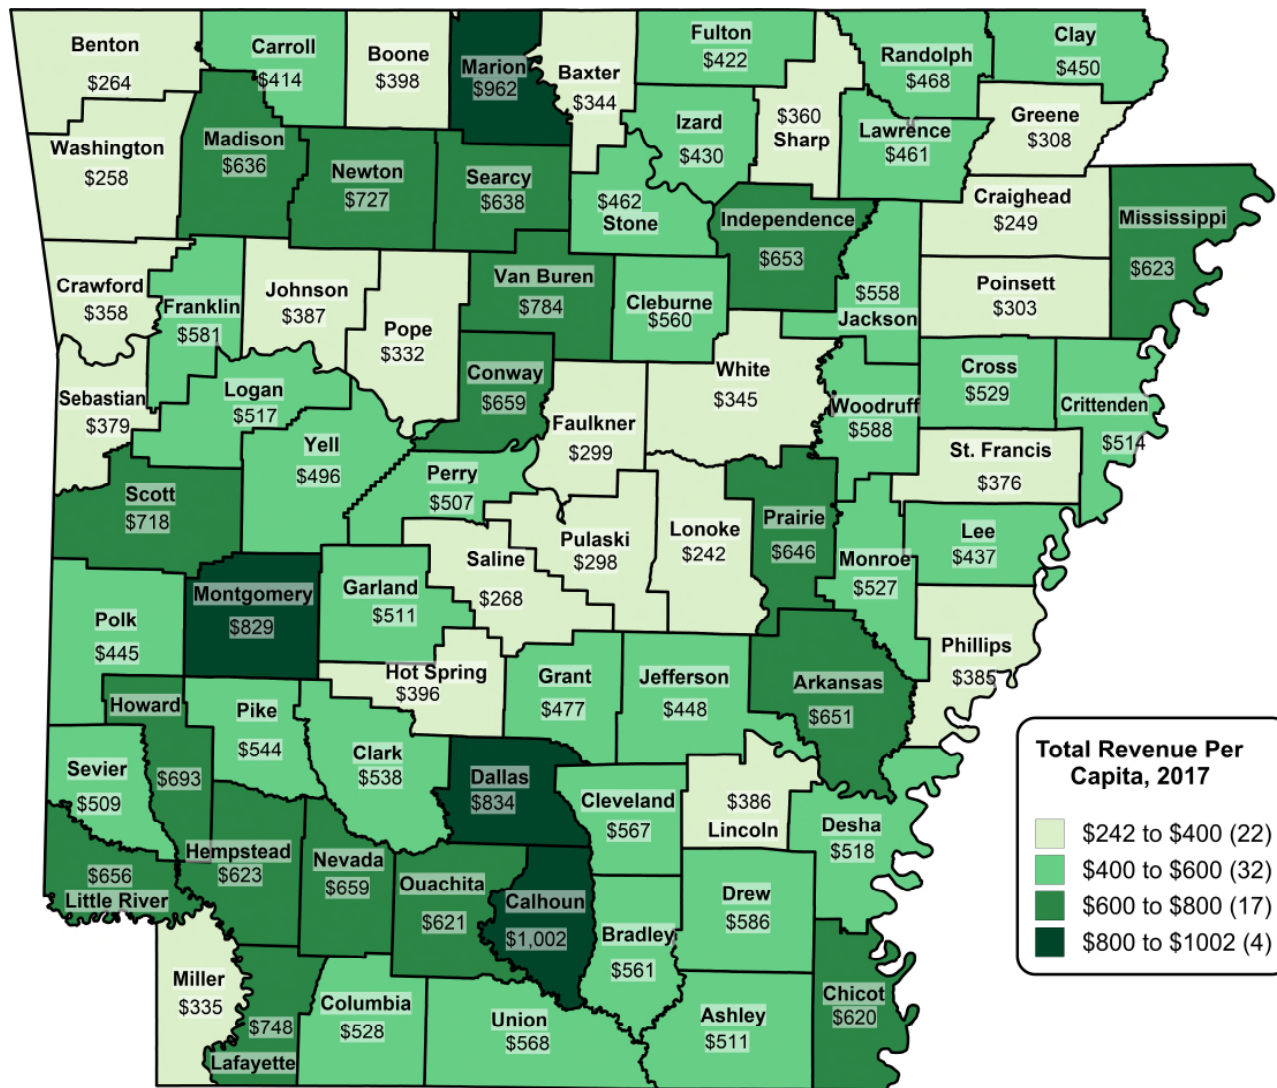 Benton
$264
Carroll
$414
Boone
$398
Marion
$962
Baxter
$344
Fulton
$422
$360
Sharp
Randolph
$468
Clay
$450
Washington
$258
Madison
$636
Newton
$727
Searcy
$638
Izard
$430
$462
Stone
Lawrence
$461
Greene
$308
Independence
$653
Craighead
$249
Mississippi
$623
Crawford
$358
Franklin
$581
Johnson
$387
Pope
$332
Van Buren
$784
Cleburne
$560
$558
Jackson
Poinsett
$303
Sebastian
$379
Logan
$517
Conway
$659
Faulkner
$299
White
$345
Woodruff
$588
Cross
$529
Crittenden
$514
Scott
$718
Yell
$496
Perry
$507
St. Francis
$376
Saline
$268
Pulaski
$298
Lonoke
$242
Prairie
$646
Monroe
$527
Lee
$437
Polk
$445
Montgomery
$829
Garland
$511
Hot Spring
$396
Grant
$477
Jefferson
$448
Arkansas
$651
Phillips
$385
Howard
$693
Pike
$544
Clark
$538
Dallas
$834
Cleveland
$567
$386
Lincoln
Desha
$518
Sevier
$509
$656
Little River
Hempstead
$623
Nevada
$659
Ouachita
$621
Calhoun
$1,002
Bradley
$561
Drew
$586
Miller
$335
$748
Lafayette
Columbia
$528
Union
$568
Ashley
$511
Chicot
$620
Total Revenue Per
Capita, 2017
$242 to $400 (22)
$400 to $600 (32)
$600 to $800 (17)
$800 to $1002 (4)